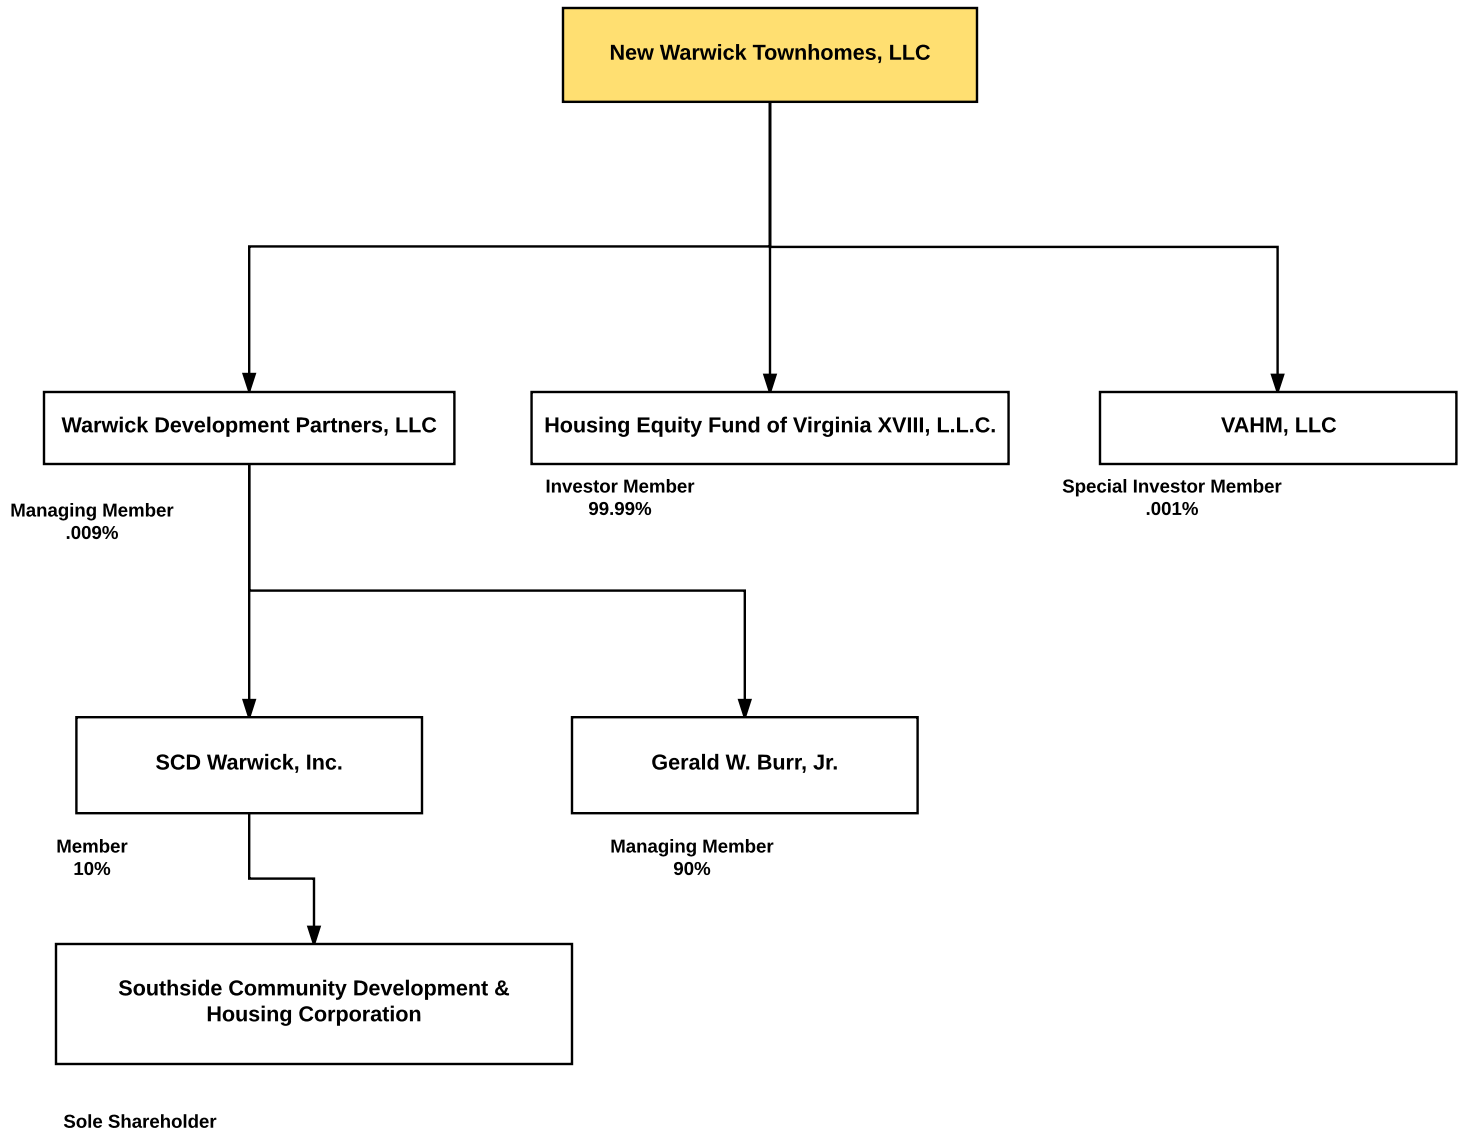 New Warwick Townhomes, LLC
Warwick Development Partners, LLC
Housing Equity Fund of Virginia XVIII, L.L.C.
VAHM, LLC
Managing Member
.009%
Investor Member
99.99%
Special Investor Member
.001%
SCD Warwick, Inc.
Gerald W. Burr, Jr.
Member
10%
Managing Member
90%
Southside Community Development &
Housing Corporation
Sole Shareholder